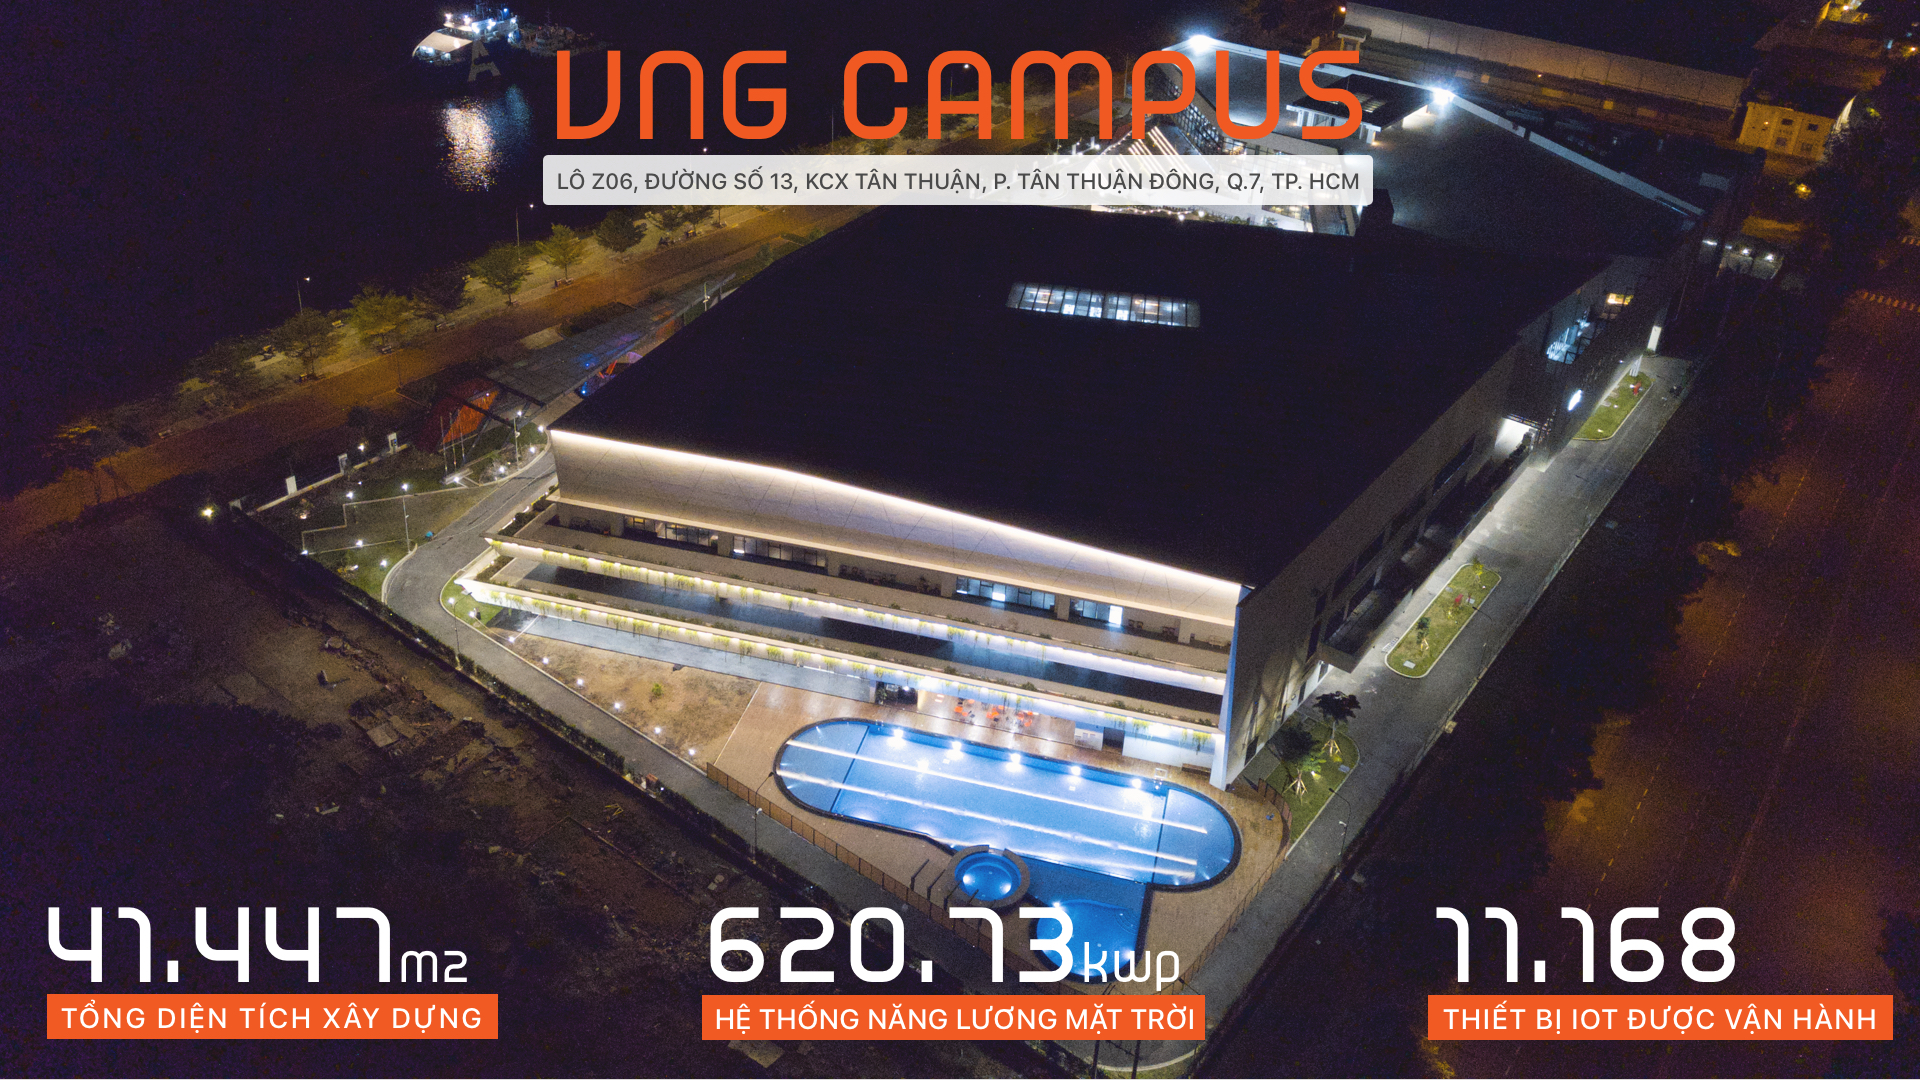 VNG CAMPUS
LÔ Z06, ĐƯỜNG SỐ 13, KCX TÂN THUẬN, P. TÂN THUẬN ĐÔNG, Q.7, TP. HCM
41.447m2
TỔNG DIỆN TÍCH XÂY DỰNG
620.73kwp
HỆ THỐNG NĂNG LƯƠNG MẶT TRỜI
11.168
THIẾT BỊ IOT ĐƯỢC VẬN HÀNH